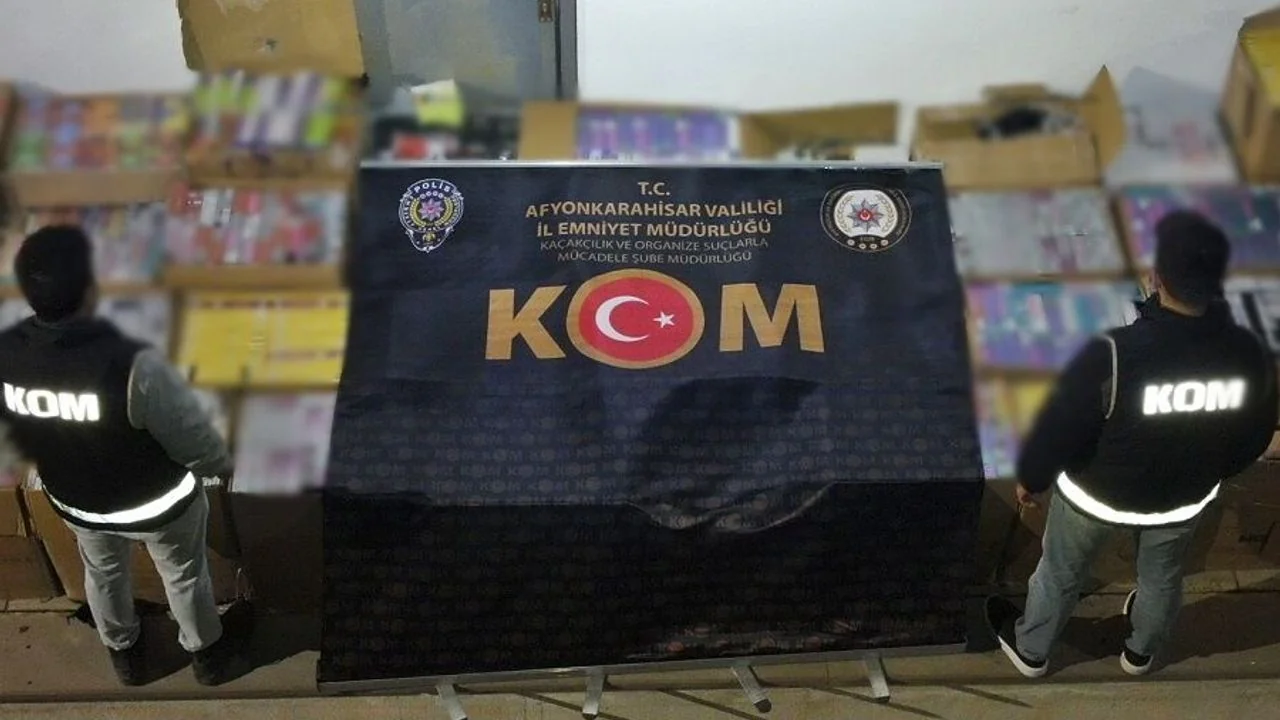 POLİS
T.C.
AFYONKARAHİSAR VALİLİĞİ
İL EMNİYET MÜDÜRLÜĞÜ
KAÇAKÇILIK VE ORGANİZE SUÇLARLA
MÜCADELE ŞUBE MÜDÜRLÜĞÜ
KOM
KOM
KOM